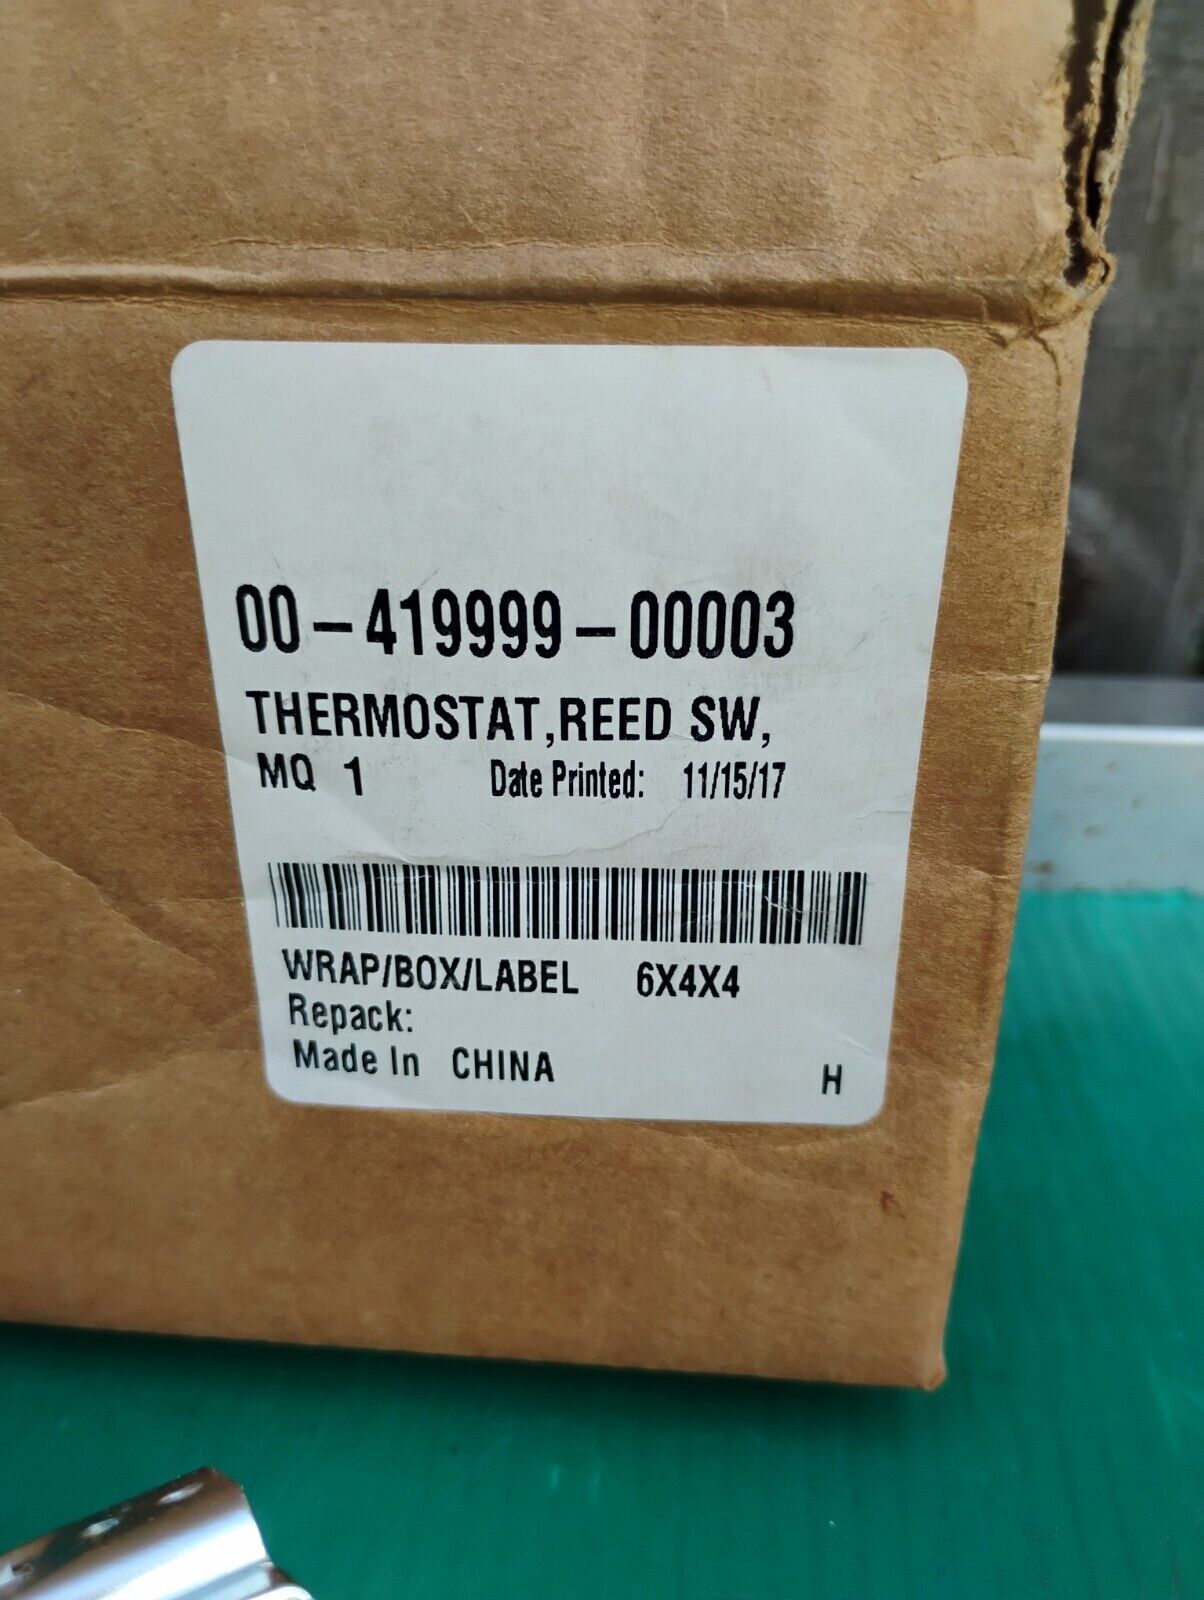 00-419999-00003
THERMOSTAT,REED SW,
MQ 1 Date Printed: 11/15/17
WRAP/BOX/LABEL 6X4X4
Repack:
Made In CHINA H